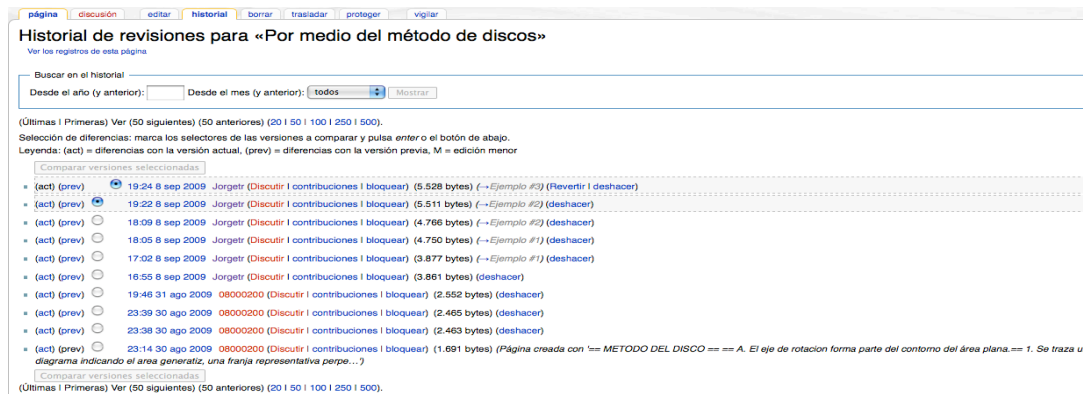 página discusión editar historial borrar trasladar proteger vigilar
Historial de revisiones para «Por medio del método de discos»
Ver los registros de esta página
Buscar en el historial
Desde el año (y anterior): Desde el mes (y anterior): todos Mostrar
(Últimas | Primeras) Ver (50 siguientes) (50 anteriores) (20 | 50 | 100 | 250 | 500).
Selección de diferencias: marca los selectores de las versiones a comparar y pulsa enter o el botón de abajo.
Leyenda: (act) = diferencias con la versión actual, (prev) = diferencias con la versión previa, M = edición menor
Comparar versiones seleccionadas
(act) (prev) 19:24 8 sep 2009 Jorgetr (Discutir | contribuciones | bloquear) (5.528 bytes) (→Ejemplo #3) (Revertir | deshacer)
(act) (prev) 19:22 8 sep 2009 Jorgetr (Discutir | contribuciones | bloquear) (5.511 bytes) (→Ejemplo #2) (deshacer)
(act) (prev) 18:09 8 sep 2009 Jorgetr (Discutir | contribuciones | bloquear) (4.766 bytes) (→Ejemplo #2) (deshacer)
(act) (prev) 18:05 8 sep 2009 Jorgetr (Discutir | contribuciones | bloquear) (4.750 bytes) (→Ejemplo #1) (deshacer)
(act) (prev) 17:02 8 sep 2009 Jorgetr (Discutir | contribuciones | bloquear) (3.877 bytes) (→Ejemplo #1) (deshacer)
(act) (prev) 16:55 8 sep 2009 Jorgetr (Discutir | contribuciones | bloquear) (3.861 bytes) (deshacer)
(act) (prev) 19:46 31 ago 2009 08000200 (Discutir | contribuciones | bloquear) (2.552 bytes) (deshacer)
(act) (prev) 23:39 30 ago 2009 08000200 (Discutir | contribuciones | bloquear) (2.465 bytes) (deshacer)
(act) (prev) 23:38 30 ago 2009 08000200 (Discutir | contribuciones | bloquear) (2.463 bytes) (deshacer)
(act) (prev) 23:14 30 ago 2009 08000200 (Discutir | contribuciones | bloquear) (1.691 bytes) (Página creada con '== METODO DEL DISCO == == A. El eje de rotacion forma parte del contorno del área plana.== 1. Se traza u
diagrama indicando el area generatiz, una franja representativa perpe…')
Comparar versiones seleccionadas
(Últimas | Primeras) Ver (50 siguientes) (50 anteriores) (20 | 50 | 100 | 250 | 500).